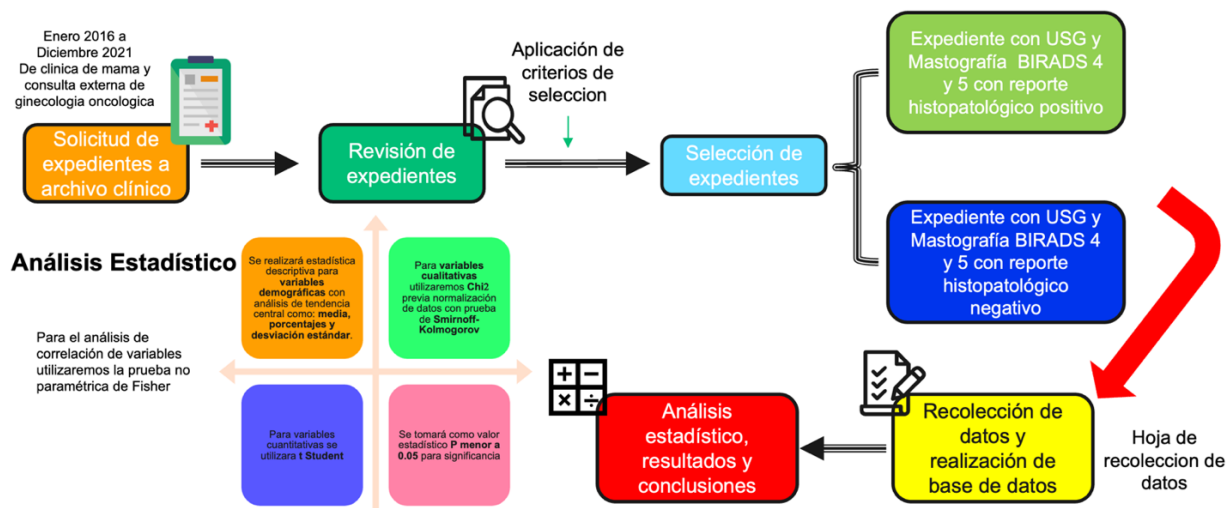 Enero 2016 a
Diciembre 2021
De clinica de mama y
consulta externa de
ginecologia oncologica
Solicitud de
expedientes a
archivo clínico
Revisión de
expedientes
Aplicación de
criterios de
seleccion
Selección de
expedientes
Expediente con USG y
Mastografía BIRADS 4
y 5 con reporte
histopatológico positivo
Expediente con USG y
Mastografía BIRADS 4
y 5 con reporte
histopatológico
negativo
Hoja de
recoleccion de
datos
Recolección de
datos y
realización de
base de datos
Análisis
estadístico,
resultados y
conclusiones
Análisis Estadístico
Para el análisis de
correlación de variables
utilizaremos la prueba no
paramétrica de Fisher
Se realizará estadística
descriptiva para
variables
demográficas con
análisis de tendencia
central como: media,
porcentajes y
desviación estándar.
Para variables
cualitativas
utilizaremos Chi2
previa normalización
de datos con prueba
de Smirnoff-
Kolmogorov
Para variables
cuantitativas se
utilizara t Student
Se tomará como valor
estadístico P menor a
0.05 para significancia